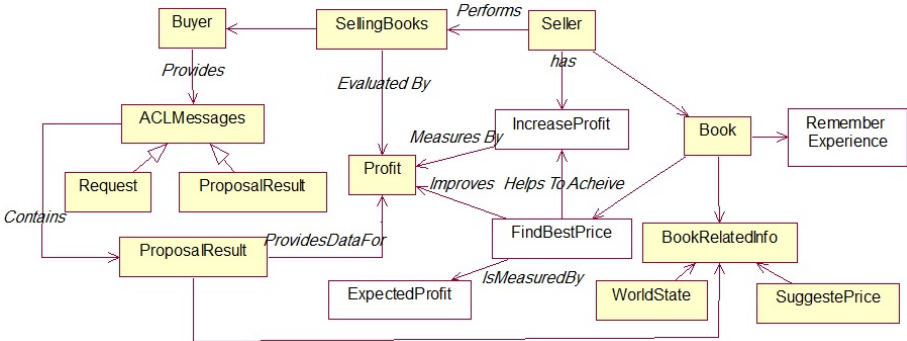 Performs
Buyer
SellingBooks
Seller
has
Provides
Evaluated By
ACLMessages
IncreaseProfit
Book
Remember
Experience
Measures By
Profit
Request
ProposalResult
Improves
Helps To Acheive
Contains
ProvidesDataFor
FindBestPrice
BookRelatedInfo
ProposalResult
IsMeasuredBy
ExpectedProfit
WorldState
SuggestePrice